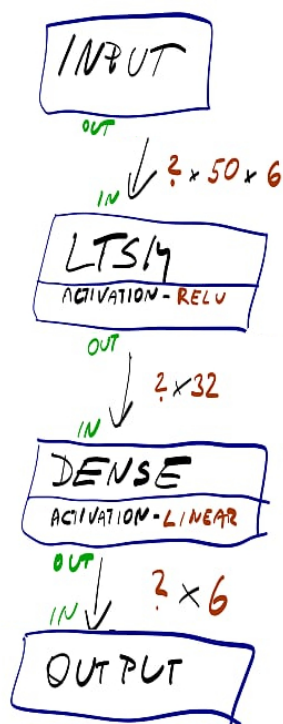 INPUT
OUT
? x 50 x 6
IN
LTSM
ACTIVATION - RELU
OUT
? x 32
IN
DENSE
ACTIVATION - LINEAR
OUT
? x 6
IN
OUTPUT